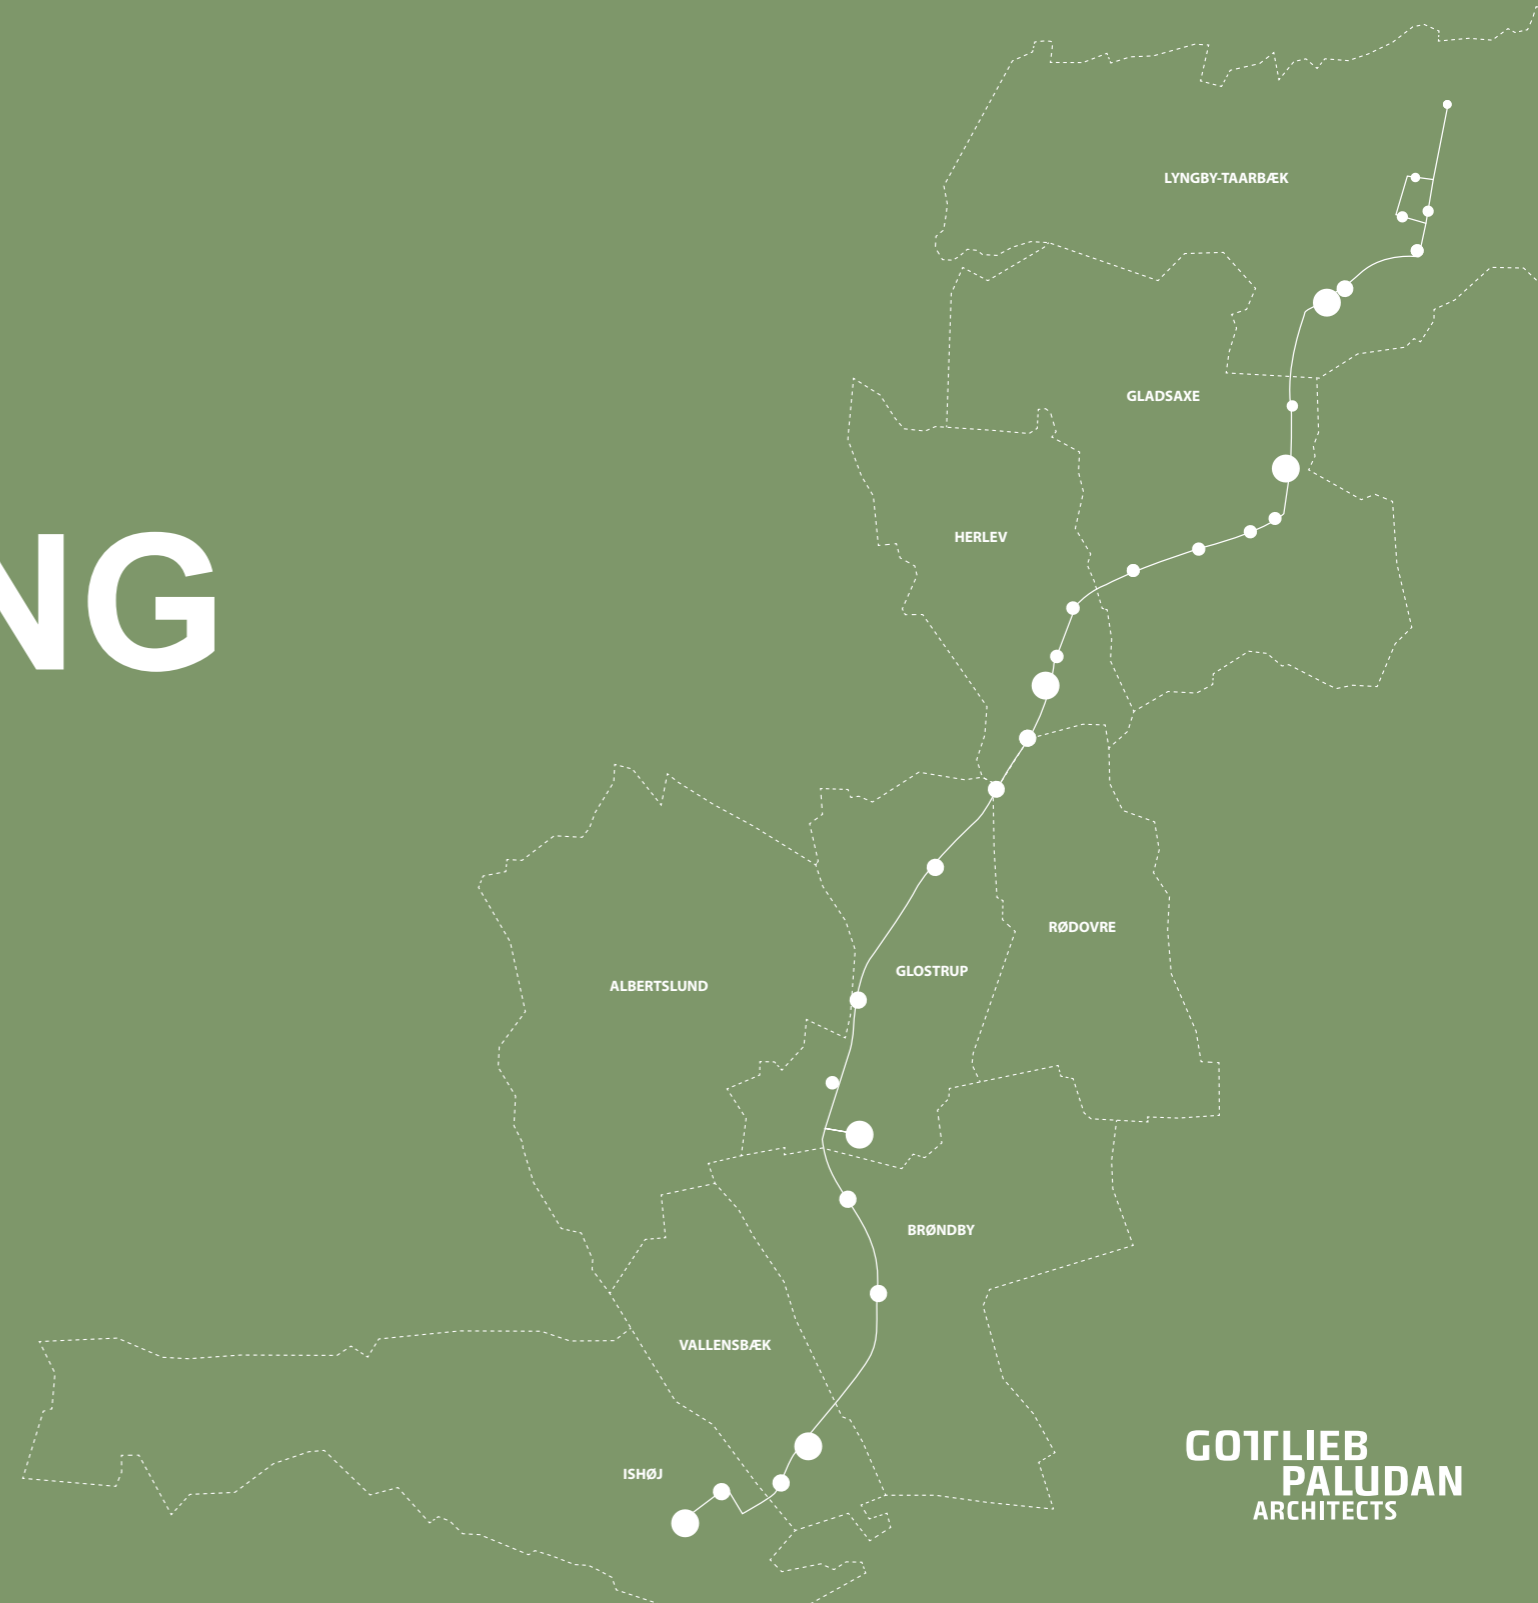 LYNGBY-TAARBÆK
GLADSAXE
HERLEV
NG
RØDOVRE
GLOSTRUP
ALBERTSLUND
BRØNDBY
VALLENSBÆK
ISHØJ
GOTTLIEB
PALUDAN
ARCHITECTS